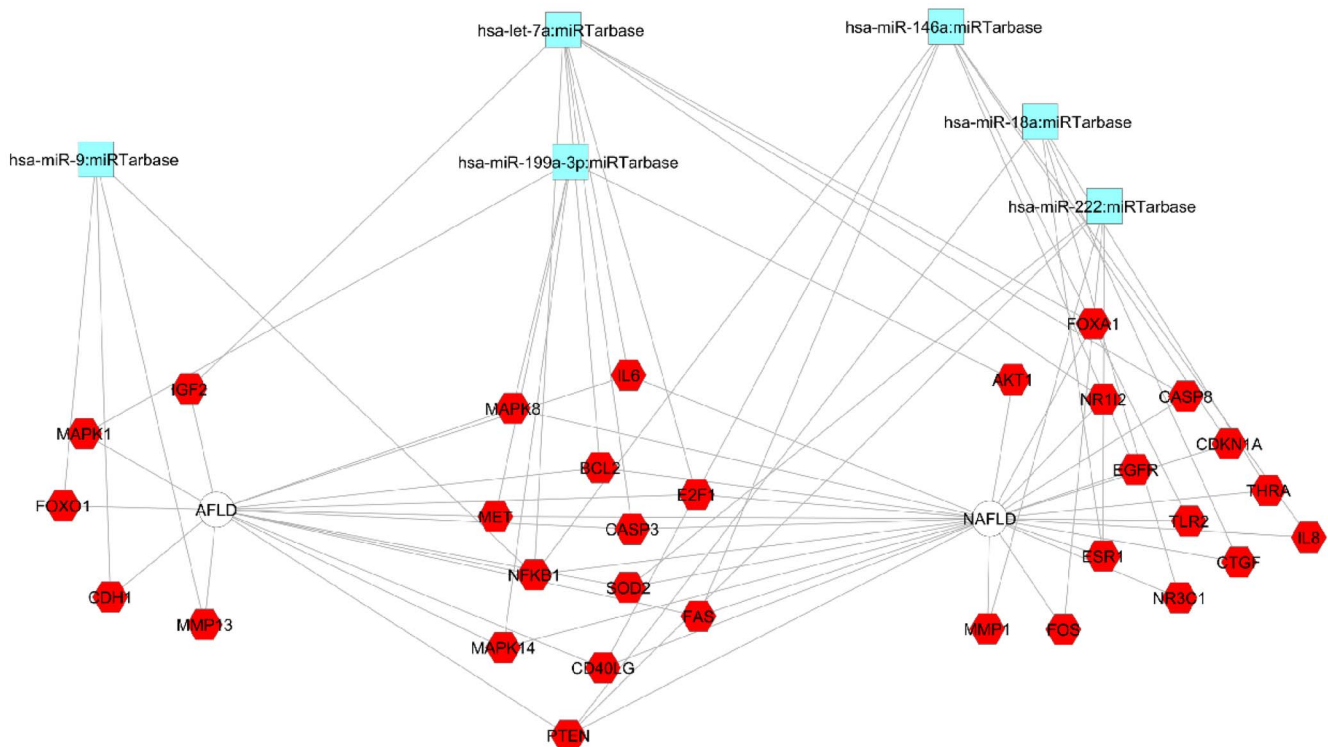 hsa-let-7a:miRTarbase
hsa-miR-146a:miRTarbase
hsa-miR-18a:miRTarbase
hsa-miR-9:miRTarbase
hsa-miR-199a-3p:miRTarbase
hsa-miR-222:miRTarbase
FOXA1
IL6
AKT1
IGF2
CASP8
NR1I2
MAPK8
MAPK1
CDKN1A
BCL2
EGFR
THRA
E2F1
FOXO1
AFLD
MET
NAFLD
TLR2
CASP3
IL8
ESR1
CTGF
NFKB1
SOD2
CDH1
NR3C1
FAS
MMP13
MMP1
FOS
MAPK14
CD40LG
PTEN